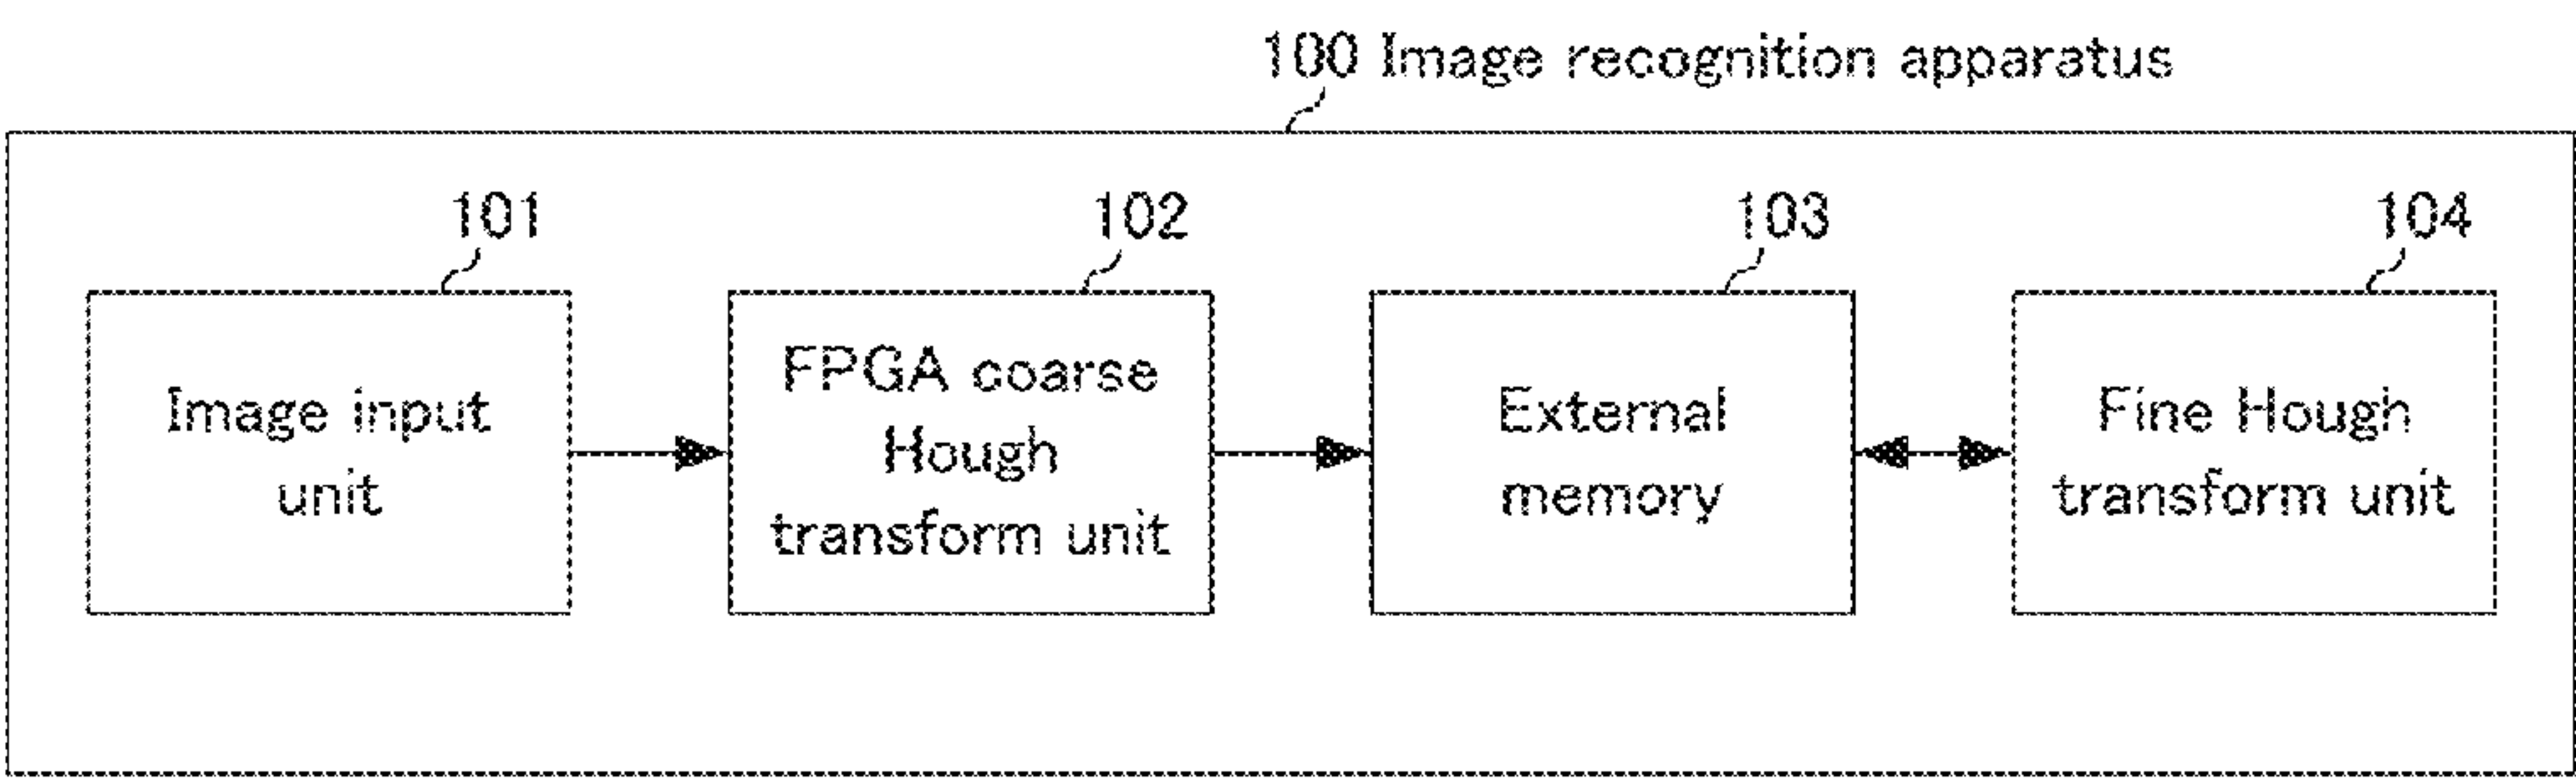 100 Image recognition apparatus
101
102
103
104
Image input
unit
FPGA coarse
Hough
transform unit
External
memory
Fine Hough
transform unit